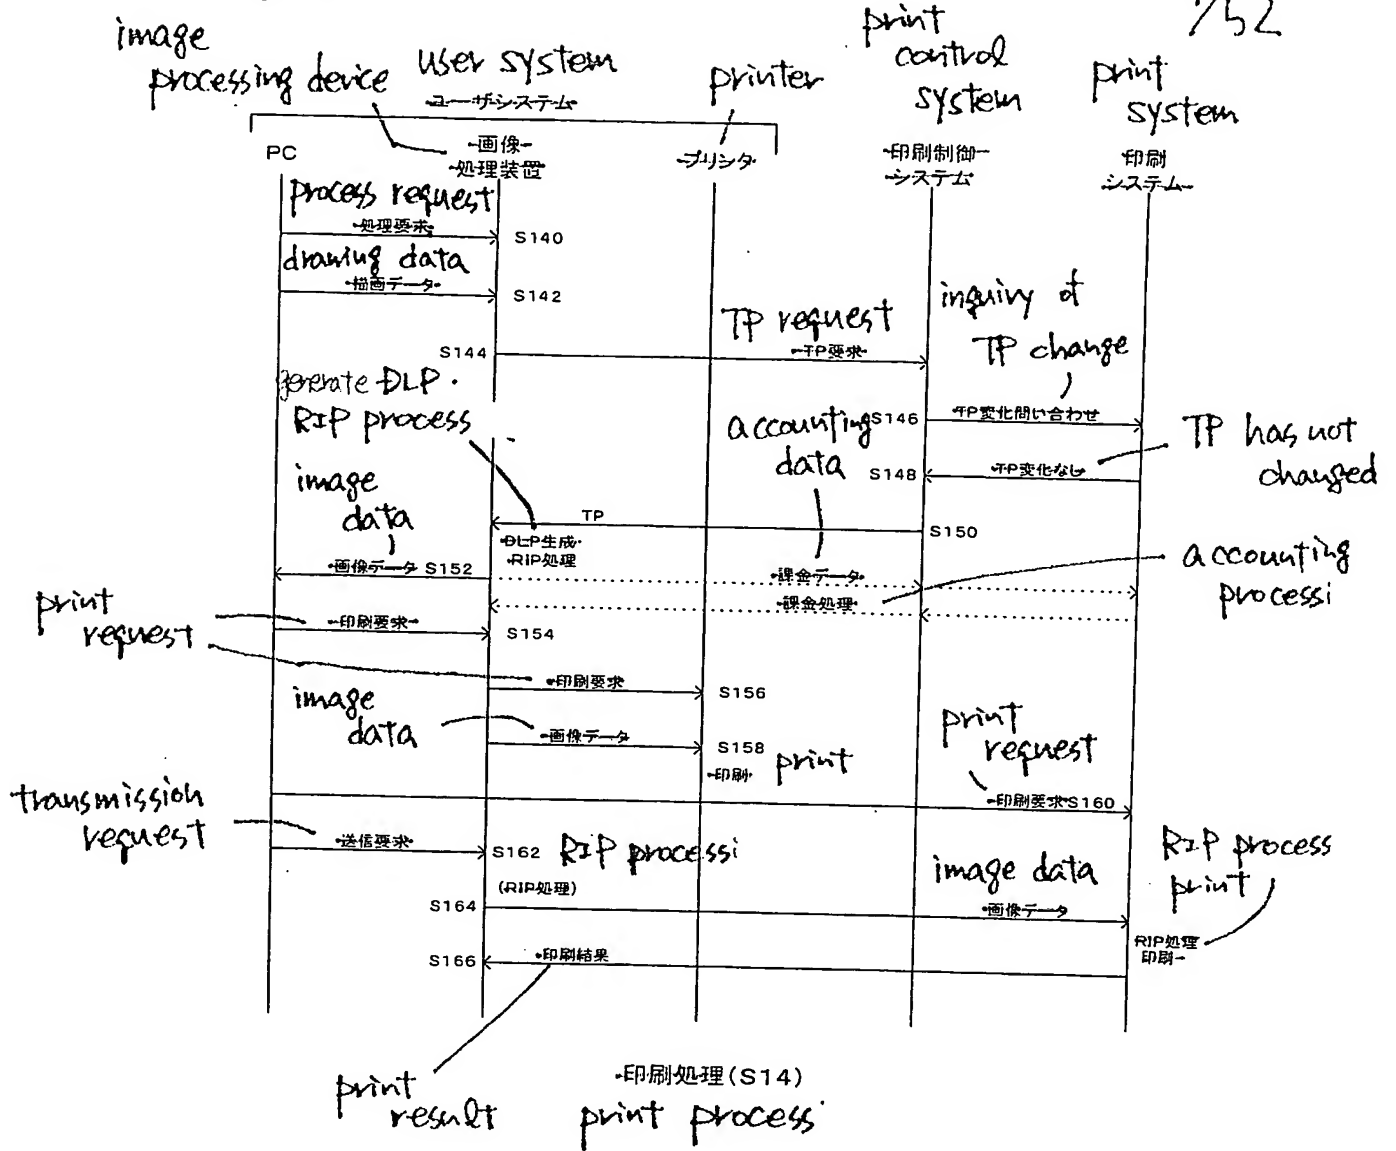 image
processing device
user system
printer
print
control
system
print
system
ユーザシステム
PC
画像
処理装置
プリンタ
印刷制御
システム
印刷
システム
process request
処理要求
S140
drawing data
描画データ
S142
TP request
S144
TP要求
inquiry of
TP change
generate DLP・
RIP process
accounting
data
S146
TP変化問い合わせ
TP has not
changed
S148
TP変化なし
image
data
TP
S150
DLP生成・
RIP処理
画像データ S152
課金データ
accounting
processi
課金処理
print
request
印刷要求
S154
印刷要求
S156
image
data
画像データ
S158
印刷
print
print
request
印刷要求S160
transmission
request
送信要求
S162
RIP processi
(RIP処理)
image data
RIP process
print
S164
画像データ
RIP処理
印刷
S166
印刷結果
print
result
印刷処理(S14)
print process